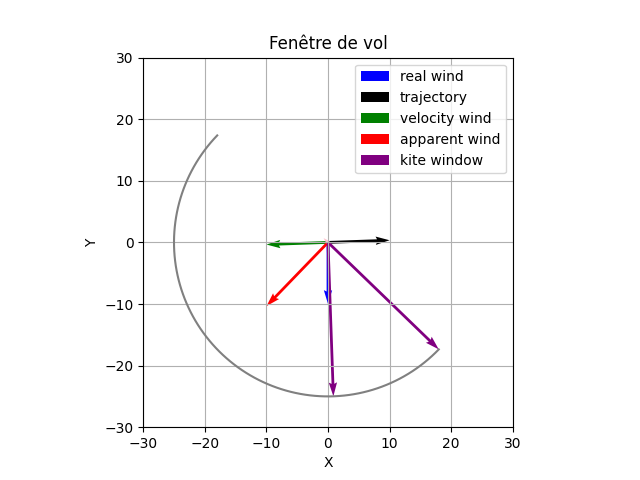 Fenêtre de vol
real wind
trajectory
velocity wind
apparent wind
kite window
30
20
10
0
−10
−20
−30
Y
−30 −20 −10 0 10 20 30
X